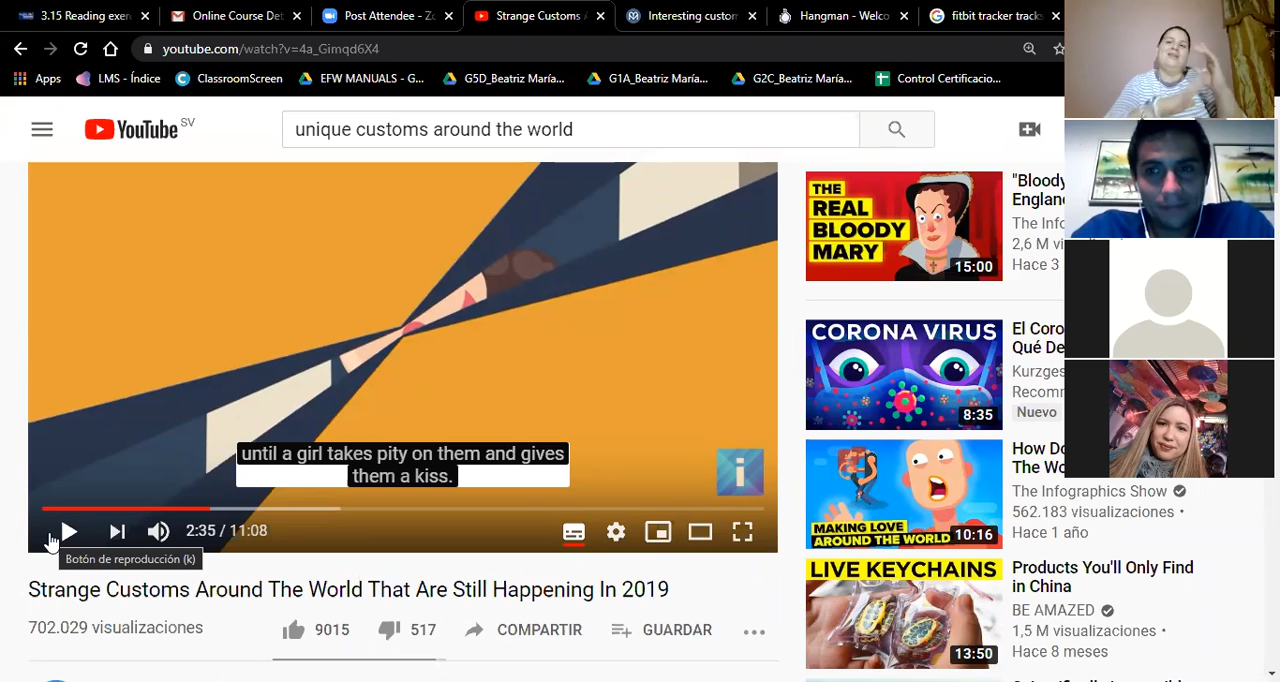 3.15 Reading exer
Online Course Det
Post Attendee - Zo
Strange Customs
Interesting custom
Hangman - Welco
fitbit tracker track
youtube.com/watch?v=4a_Gimqd6X4
Apps
LMS - Índice
ClassroomScreen
EFW MANUALS - G...
G5D_Beatriz María...
G1A_Beatriz María...
G2C_Beatriz María...
Control Certificacio...
YouTube SV
unique customs around the world
until a girl takes pity on them and gives
them a kiss.
i
2:35 / 11:08
Botón de reproducción (k)
Strange Customs Around The World That Are Still Happening In 2019
702.029 visualizaciones
9015
517
COMPARTIR
GUARDAR
THE
REAL
BLOODY
MARY
15:00
"Bloody
Englan
The Info
2,6 M vi
Hace 3
CORONA VIRUS
8:35
El Coro
Qué De
Kurzges
Recom
Nuevo
MAKING LOVE
AROUND THE WORLD
10:16
How Do
The Wo
The Infographics Show
562.183 visualizaciones •
Hace 1 año
LIVE KEYCHAINS
13:50
Products You'll Only Find
in China
BE AMAZED
1,5 M visualizaciones •
Hace 8 meses